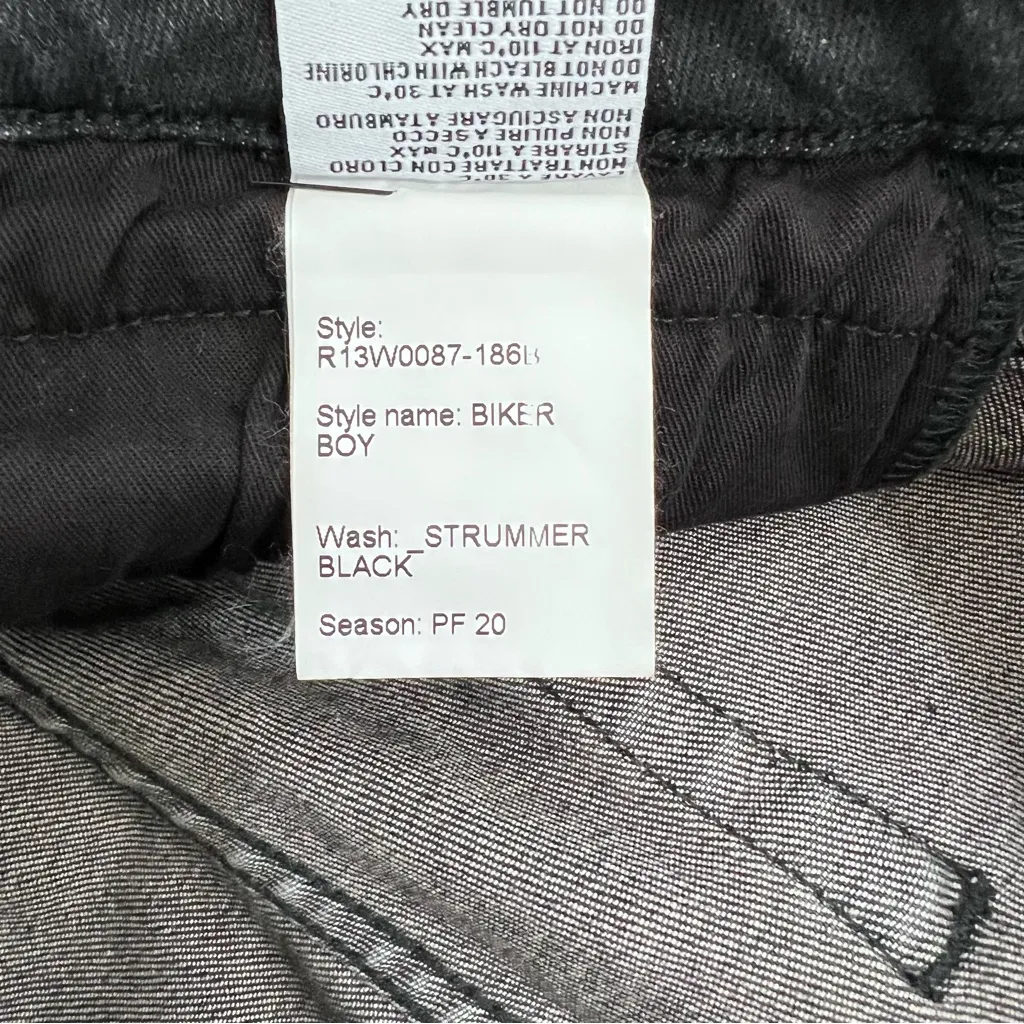 DO NOT TUMBLE DRY
DO NOT DRY CLEAN
IRON AT 110°C MAX
DO NOT BLEACH WITH CHLORINE
MACHINE WASH AT 30°C
NON ASCIUGARE A TAMBURO
NON PULIRE A SECCO
STIRARE A 110°C MAX
NON TRATTARE CON CLORO
LAVARE A 30°C
Style:
R13W0087-186B
Style name: BIKER
BOY
Wash: _STRUMMER
BLACK
Season: PF 20